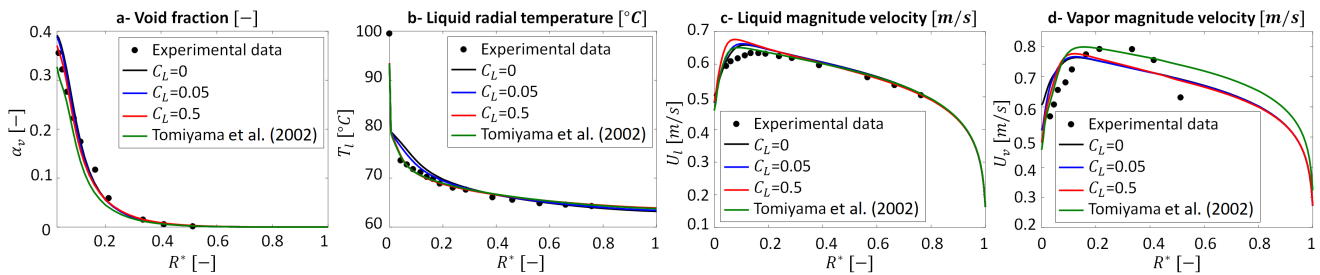 a- Void fraction [−]
0.4
0.3
0.2
0.1
0
α_v [−]
Experimental data
C_L=0
C_L=0.05
C_L=0.5
Tomiyama et al. (2002)
0.2 0.4 0.6 0.8 1
R* [−]
b- Liquid radial temperature [°C]
100
90
80
70
60
T_l [°C]
Experimental data
C_L=0
C_L=0.05
C_L=0.5
Tomiyama et al. (2002)
0 0.2 0.4 0.6 0.8 1
R* [−]
c- Liquid magnitude velocity [m/s]
0.7
0.6
0.5
0.4
0.3
0.2
0.1
U_l [m/s]
Experimental data
C_L=0
C_L=0.05
C_L=0.5
Tomiyama et al. (2002)
0 0.2 0.4 0.6 0.8 1
R* [−]
d- Vapor magnitude velocity [m/s]
0.8
0.7
0.6
0.5
0.4
0.3
0.2
U_v [m/s]
Experimental data
C_L=0
C_L=0.05
C_L=0.5
Tomiyama et al. (2002)
0 0.2 0.4 0.6 0.8 1
R* [−]